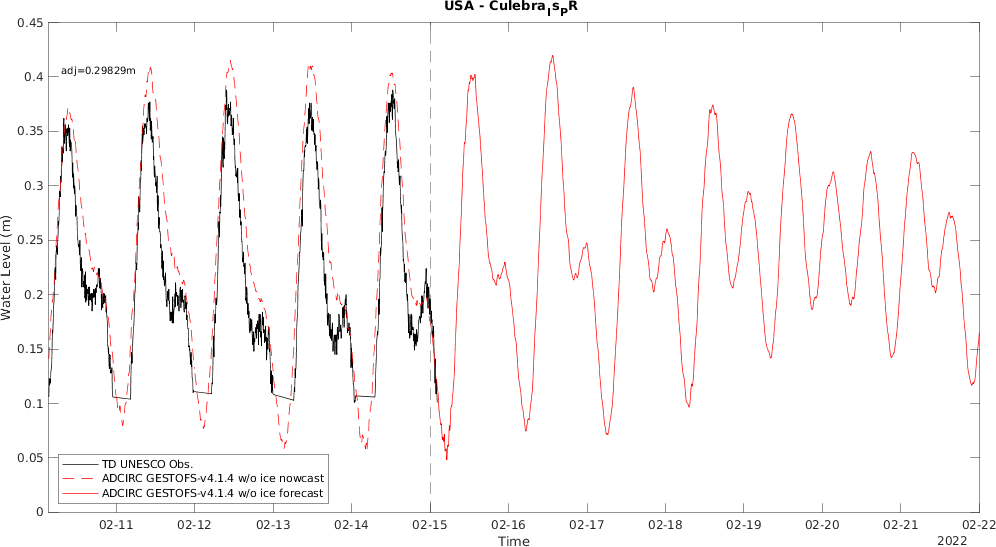 USA - Culebra_Is_PR
adj=0.29829m
0.45
0.4
0.35
0.3
0.25
0.2
0.15
0.1
0.05
0
Water Level (m)
TD UNESCO Obs.
ADCIRC GESTOFS-v4.1.4 w/o ice nowcast
ADCIRC GESTOFS-v4.1.4 w/o ice forecast
02-11 02-12 02-13 02-14 02-15 02-16 02-17 02-18 02-19 02-20 02-21 02-22
Time
2022